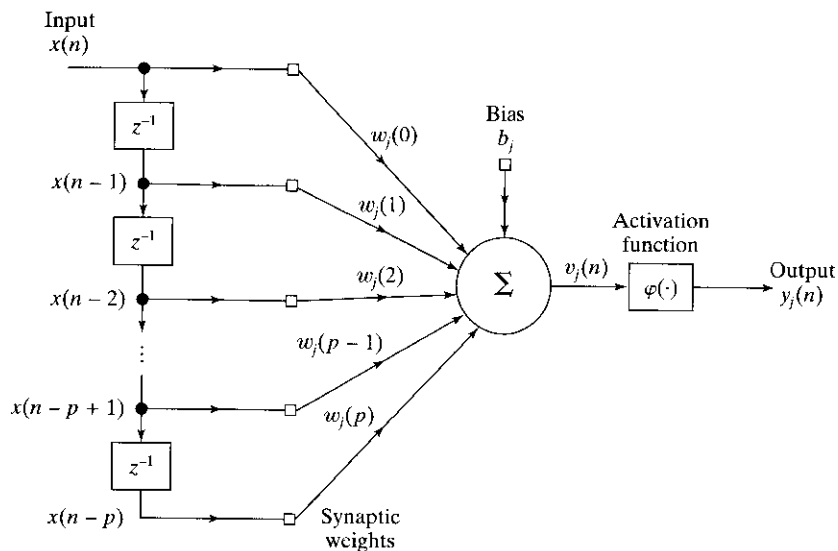 Input
x(n)
z⁻¹
w_j(0)
Bias
b_j
x(n − 1)
w_j(1)
z⁻¹
Activation
function
Σ
v_j(n)
φ(·)
Output
y_j(n)
x(n − 2)
w_j(2)
⋮
w_j(p − 1)
x(n − p + 1)
w_j(p)
z⁻¹
x(n − p)
Synaptic
weights